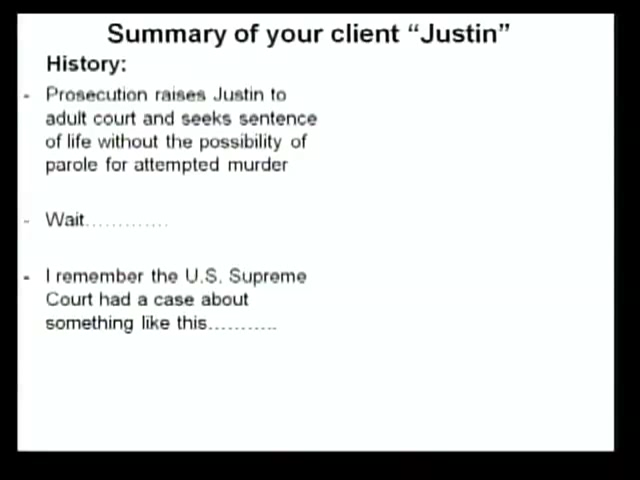 Summary of your client “Justin”
History:
- Prosecution raises Justin to
adult court and seeks sentence
of life without the possibility of
parole for attempted murder
- Wait.............
- I remember the U.S. Supreme
Court had a case about
something like this...........